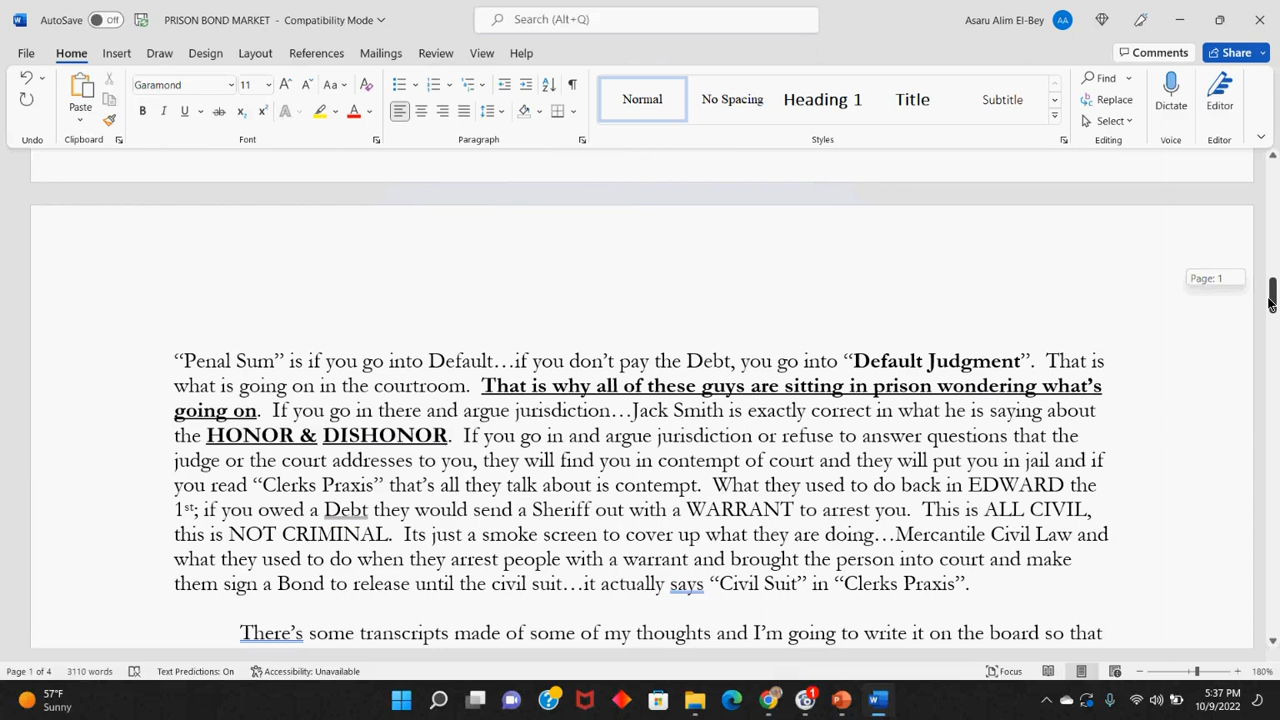 AutoSave Off PRISON BOND MARKET - Compatibility Mode Search (Alt+Q) Asaru Alim El-Bey AA
File Home Insert Draw Design Layout References Mailings Review View Help Comments Share
Garamond 11 Find
Paste Normal No Spacing Heading 1 Title Subtitle Replace Dictate Editor
Select
Undo Clipboard Font Paragraph Styles Editing Voice Editor
Page: 1
“Penal Sum” is if you go into Default…if you don’t pay the Debt, you go into “Default Judgment”. That is
what is going on in the courtroom. That is why all of these guys are sitting in prison wondering what’s
going on. If you go in there and argue jurisdiction…Jack Smith is exactly correct in what he is saying about
the HONOR & DISHONOR. If you go in and argue jurisdiction or refuse to answer questions that the
judge or the court addresses to you, they will find you in contempt of court and they will put you in jail and if
you read “Clerks Praxis” that’s all they talk about is contempt. What they used to do back in EDWARD the
1st; if you owed a Debt they would send a Sheriff out with a WARRANT to arrest you. This is ALL CIVIL,
this is NOT CRIMINAL. Its just a smoke screen to cover up what they are doing…Mercantile Civil Law and
what they used to do when they arrest people with a warrant and brought the person into court and make
them sign a Bond to release until the civil suit…it actually says “Civil Suit” in “Clerks Praxis”.
There’s some transcripts made of some of my thoughts and I’m going to write it on the board so that
Page 1 of 4 3110 words Text Predictions: On Accessibility: Unavailable Focus 180%
57°F
Sunny
5:37 PM
10/9/2022